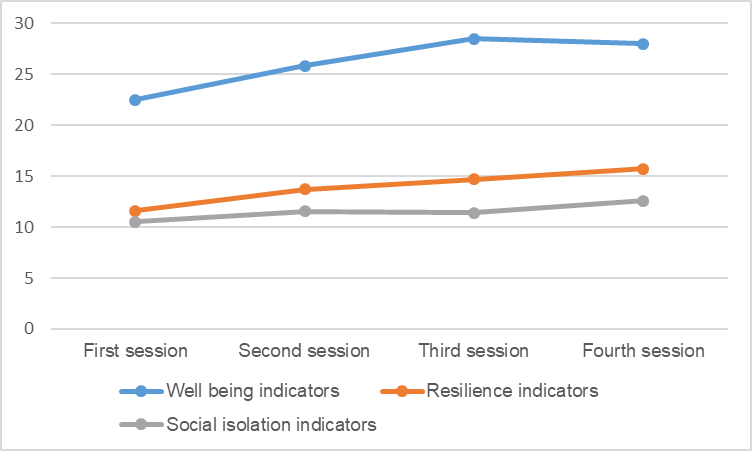 30
25
20
15
10
5
0
First session Second session Third session Fourth session
Well being indicators Resilience indicators
Social isolation indicators